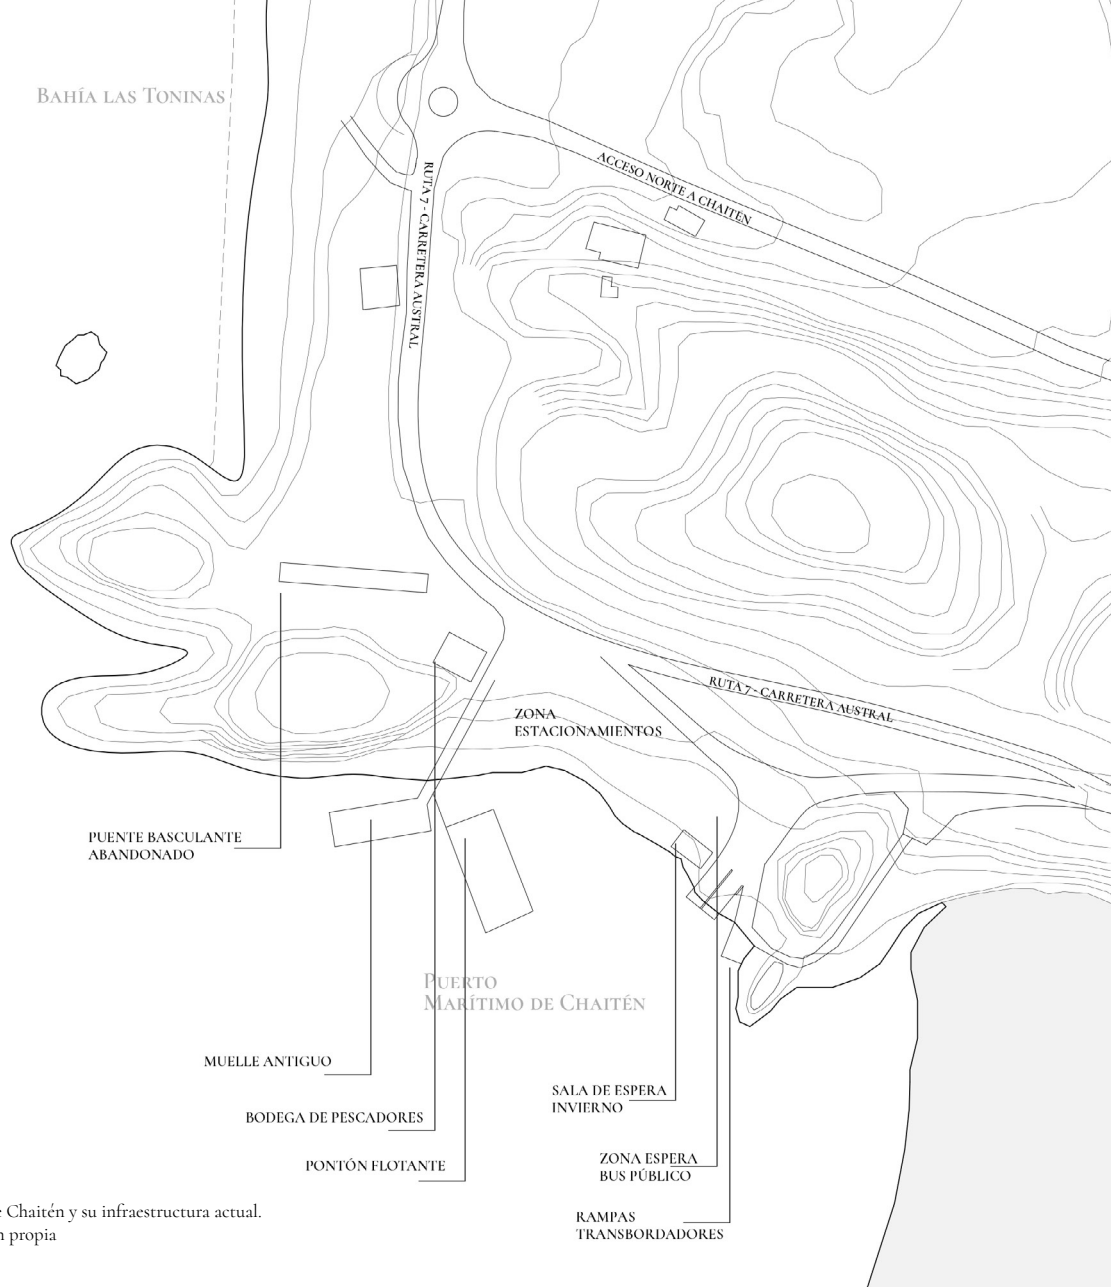 BAHÍA LAS TONINAS
ACCESO NORTE A CHAITÉN
RUTA 7 - CARRETERA AUSTRAL
RUTA 7 - CARRETERA AUSTRAL
ZONA
ESTACIONAMIENTOS
PUENTE BASCULANTE
ABANDONADO
PUERTO
MARÍTIMO DE CHAITÉN
MUELLE ANTIGUO
BODEGA DE PESCADORES
PONTÓN FLOTANTE
SALA DE ESPERA
INVIERNO
ZONA ESPERA
BUS PÚBLICO
RAMPAS
TRANSBORDADORES
Chaitén y su infraestructura actual.
propia